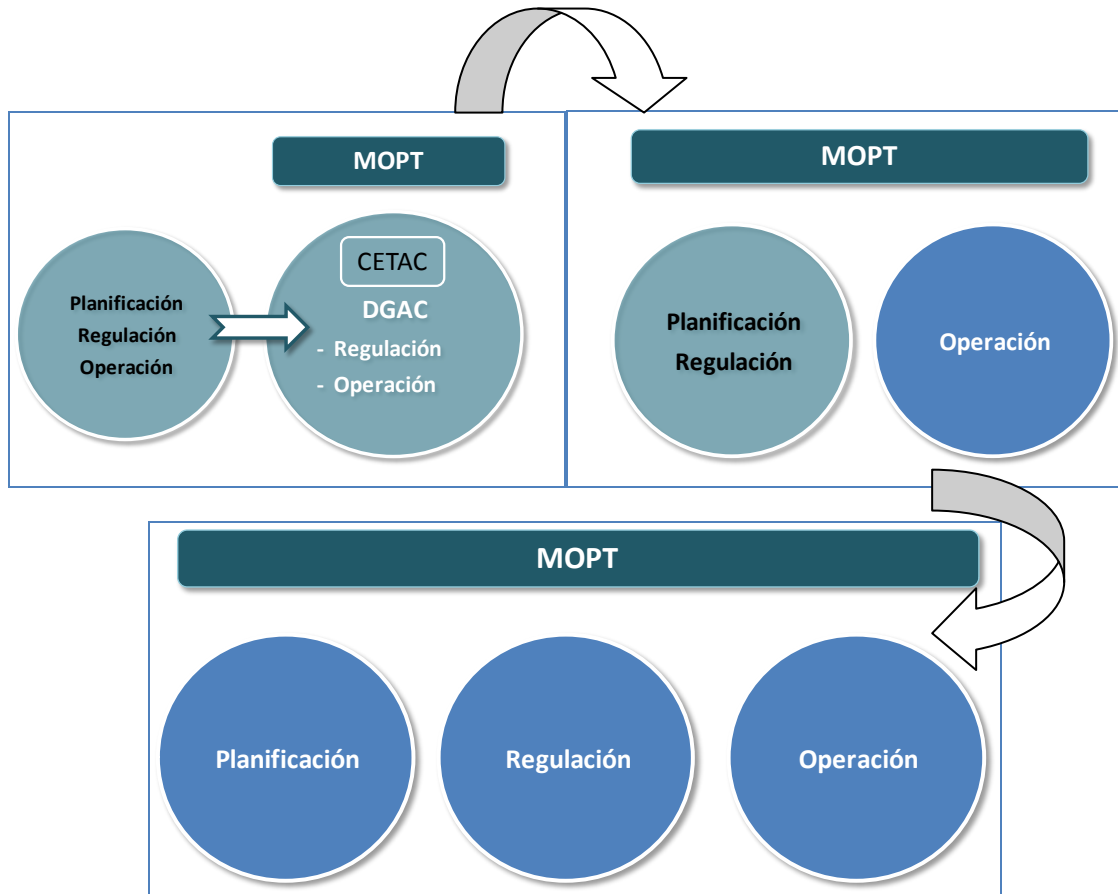 MOPT
Planificación
Regulación
Operación
CETAC
DGAC
- Regulación
- Operación
MOPT
Planificación
Regulación
Operación
MOPT
Planificación
Regulación
Operación